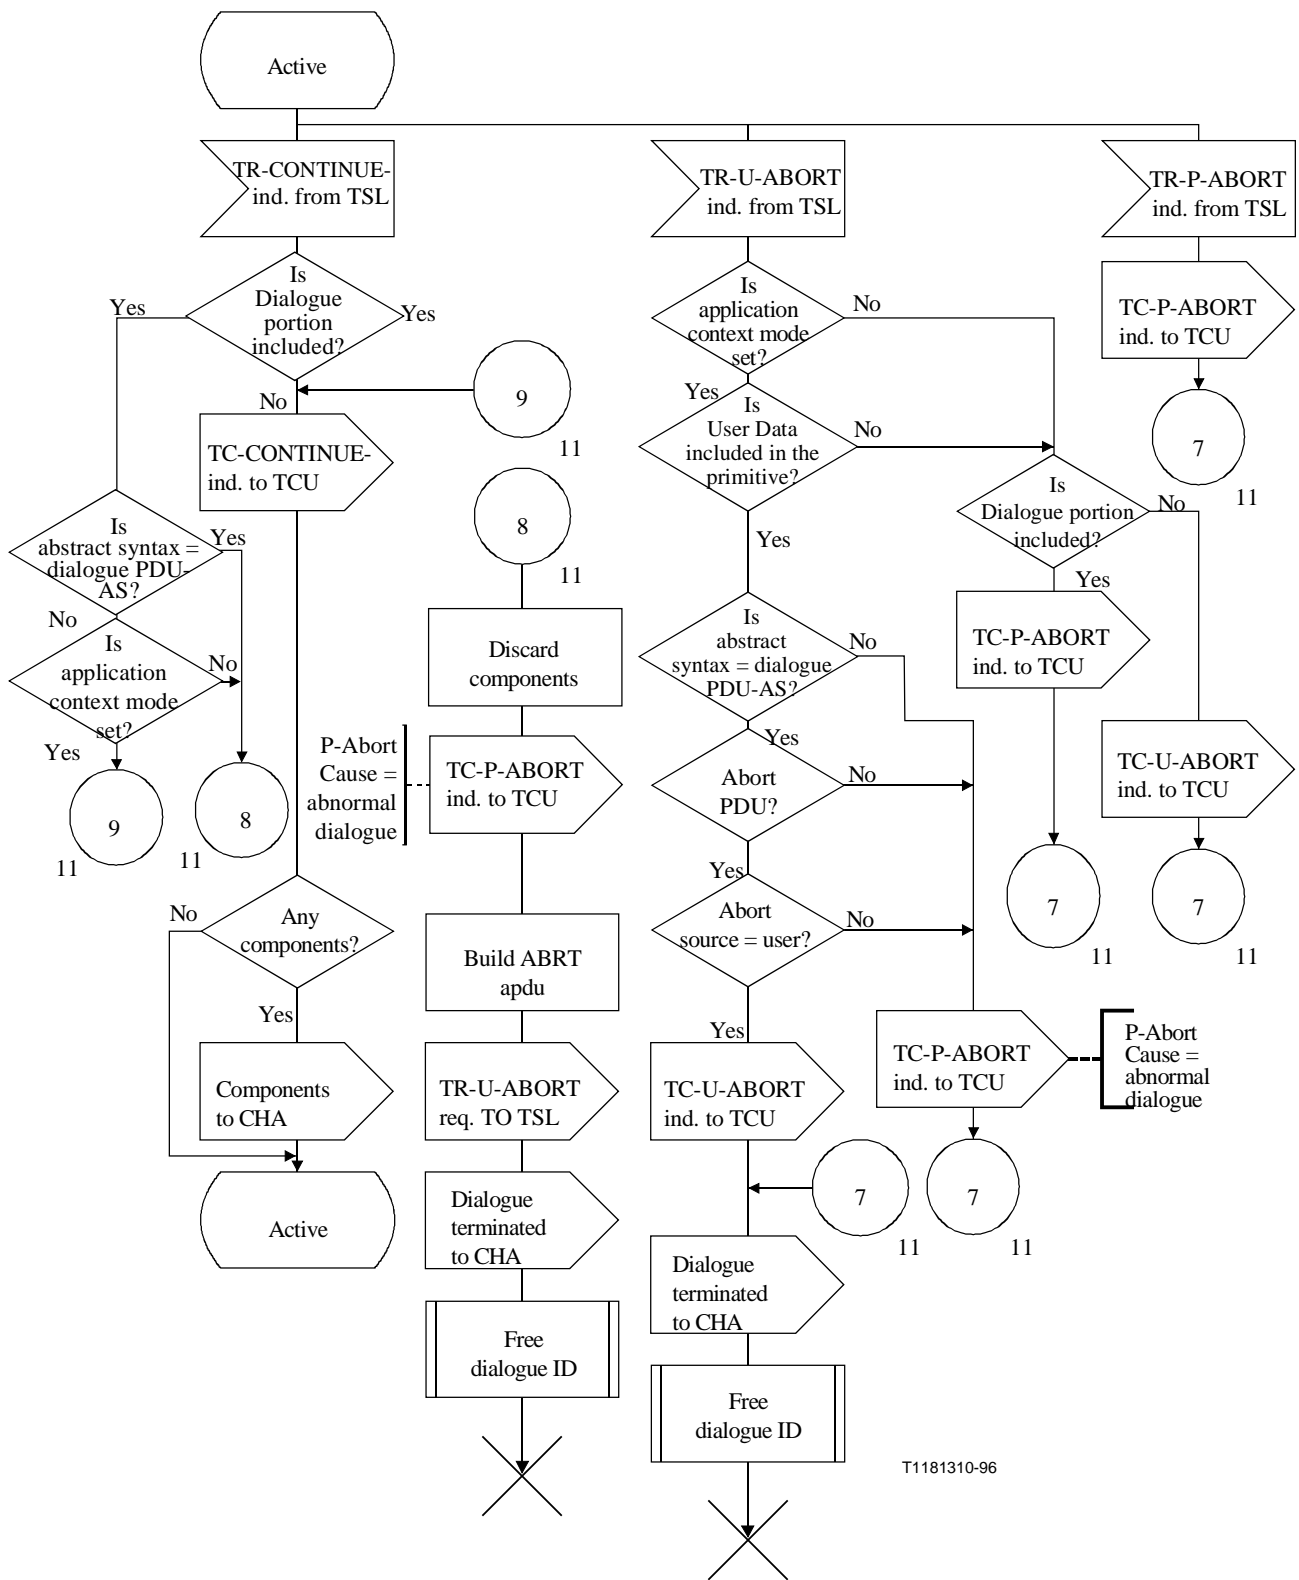 Active
TR-CONTINUE-
ind. from TSL
Is
Dialogue
portion
included?
Yes
Yes
No
9
11
TC-CONTINUE-
ind. to TCU
Is
abstract syntax =
dialogue PDU-
AS?
Yes
No
Is
application
context mode
set?
No
Yes
9
11
8
11
8
11
Discard
components
P-Abort
Cause =
abnormal
dialogue
TC-P-ABORT
ind. to TCU
No
Any
components?
Yes
Components
to CHA
Active
Build ABRT
apdu
TR-U-ABORT
req. TO TSL
Dialogue
terminated
to CHA
Free
dialogue ID
TR-U-ABORT
ind. from TSL
Is
application
context mode
set?
No
Yes
Is
User Data
included in the
primitive?
No
Yes
Is
abstract
syntax = dialogue
PDU-AS?
No
Yes
Abort
PDU?
No
Yes
Abort
source = user?
No
Yes
TC-U-ABORT
ind. to TCU
7
11
Dialogue
terminated
to CHA
Free
dialogue ID
Is
Dialogue portion
included?
No
Yes
TC-P-ABORT
ind. to TCU
7
11
TC-U-ABORT
ind. to TCU
7
11
TC-P-ABORT
ind. to TCU
P-Abort
Cause =
abnormal
dialogue
7
11
TR-P-ABORT
ind. from TSL
TC-P-ABORT
ind. to TCU
7
11
T1181310-96